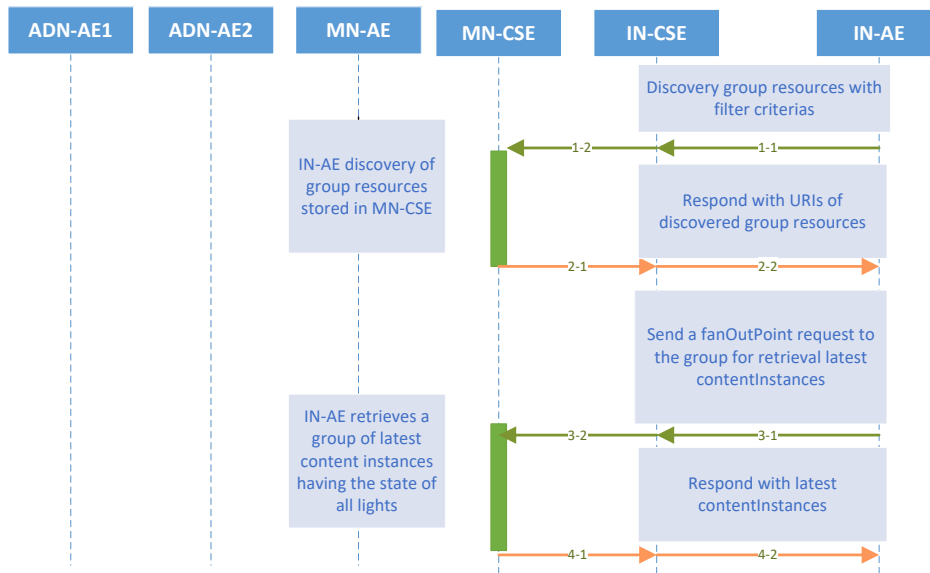 ADN-AE1
ADN-AE2
MN-AE
MN-CSE
IN-CSE
IN-AE
Discovery group resources with
filter criterias
1-2
1-1
IN-AE discovery of
group resources
stored in MN-CSE
Respond with URIs of
discovered group resources
2-1
2-2
Send a fanOutPoint request to
the group for retrieval latest
contentInstances
IN-AE retrieves a
group of latest
content instances
having the state of
all lights
3-2
3-1
Respond with latest
contentInstances
4-1
4-2